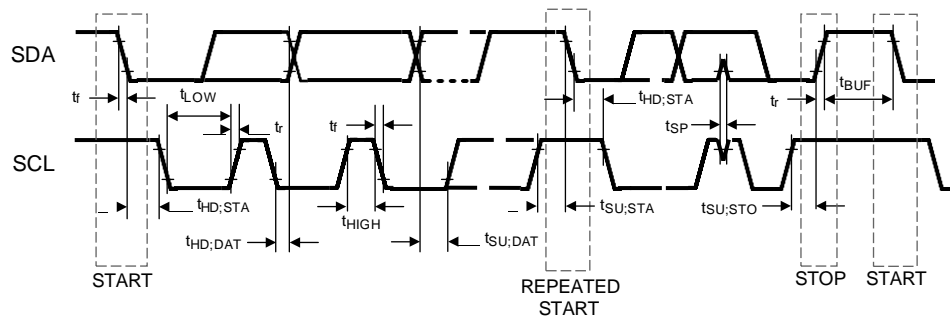 SDA
tf
tLOW
tr
tf
tHD;STA
tSP
tr
tBUF
SCL
tHD;STA
tHD;DAT
tHIGH
tSU;DAT
tSU;STA
tSU;STO
START
REPEATED
START
STOP
START